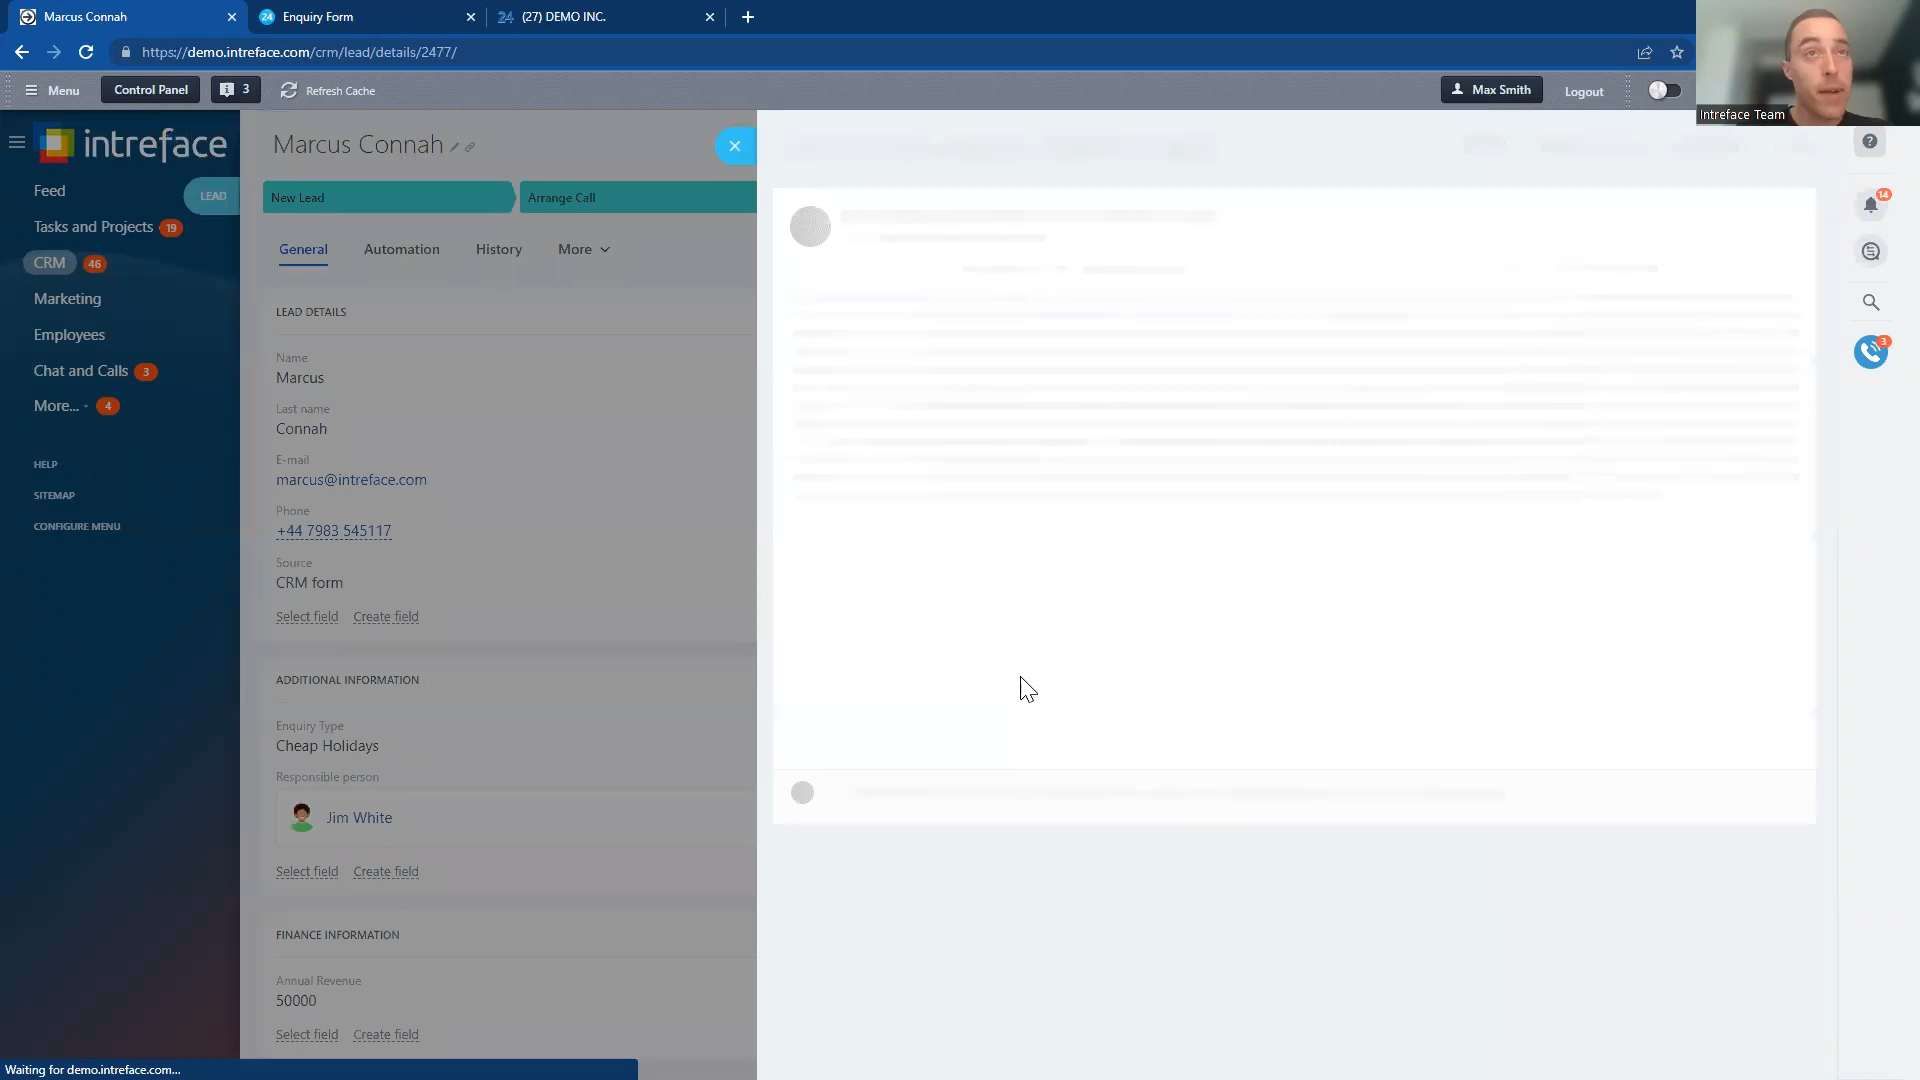 Marcus Connah
Enquiry Form
24 (27) DEMO INC.
https://demo.intreface.com/crm/lead/details/2477/
Menu
Control Panel
3
Refresh Cache
Max Smith
Logout
Intreface Team
intreface
Feed
LEAD
Tasks and Projects 19
CRM 46
Marketing
Employees
Chat and Calls 3
More... 4
HELP
SITEMAP
CONFIGURE MENU
Marcus Connah
New Lead
Arrange Call
General
Automation
History
More
LEAD DETAILS
Name
Marcus
Last name
Connah
E-mail
marcus@intreface.com
Phone
+44 7983 545117
Source
CRM form
Select field Create field
ADDITIONAL INFORMATION
Enquiry Type
Cheap Holidays
Responsible person
Jim White
Select field Create field
FINANCE INFORMATION
Annual Revenue
50000
Select field Create field
14
3
Waiting for demo.intreface.com...